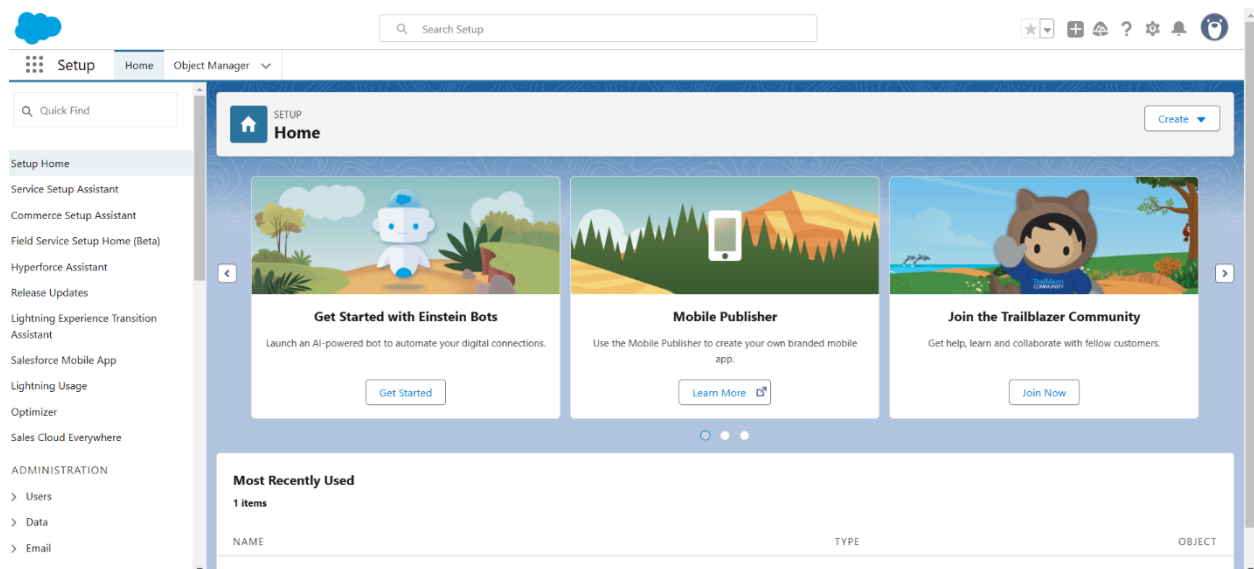 Search Setup
?
Setup
Home
Object Manager
Quick Find
Setup Home
Service Setup Assistant
Commerce Setup Assistant
Field Service Setup Home (Beta)
Hyperforce Assistant
Release Updates
Lightning Experience Transition
Assistant
Salesforce Mobile App
Lightning Usage
Optimizer
Sales Cloud Everywhere
ADMINISTRATION
Users
Data
Email
SETUP
Home
Create
Get Started with Einstein Bots
Launch an AI-powered bot to automate your digital connections.
Get Started
Mobile Publisher
Use the Mobile Publisher to create your own branded mobile
app.
Learn More
Trailblazer
COMMUNITY
Join the Trailblazer Community
Get help, learn and collaborate with fellow customers.
Join Now
Most Recently Used
1 items
NAME TYPE OBJECT